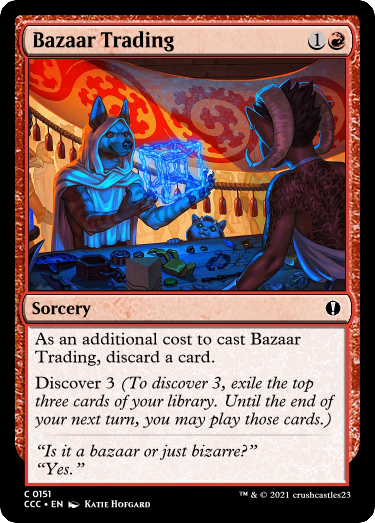 Bazaar Trading 1
Sorcery
As an additional cost to cast Bazaar
Trading, discard a card.
Discover 3 (To discover 3, exile the top
three cards of your library. Until the end of
your next turn, you may play those cards.)
“Is it a bazaar or just bizarre?”
“Yes.”
C 0151
CCC • EN Katie Hofgard
™ & © 2021 crushcastles23